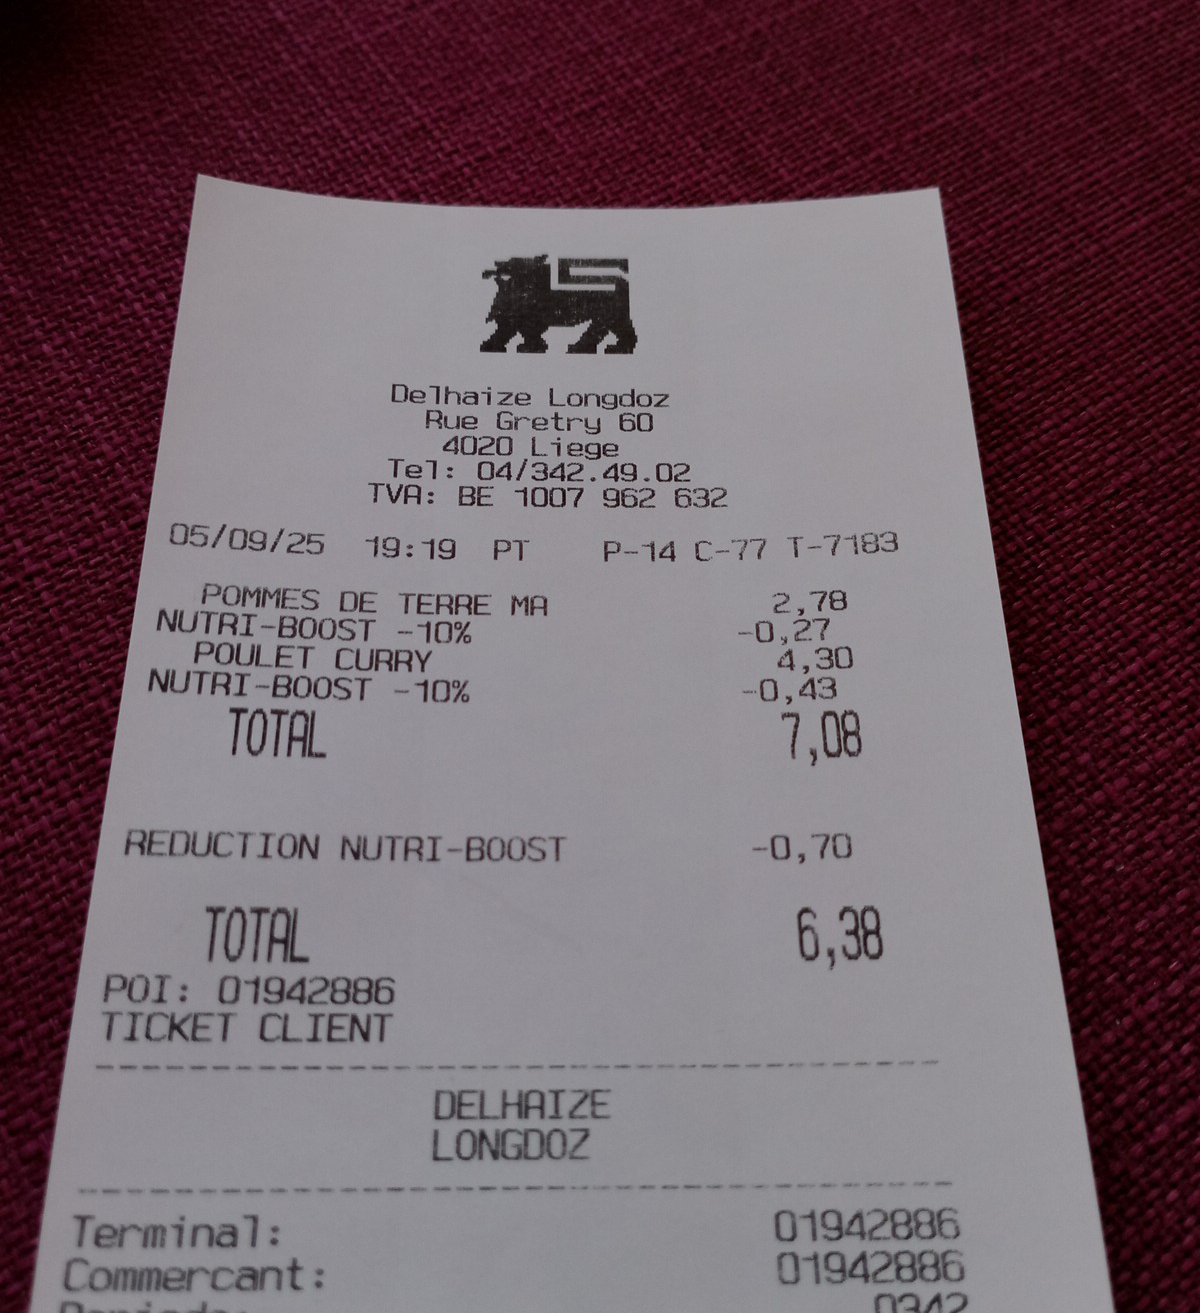 Delhaize Longdoz
Rue Gretry 60
4020 Liege
Tel: 04/342.49.02
TVA: BE 1007 962 632
05/09/25 19:19 PT P-14 C-77 T-7183
POMMES DE TERRE MA 2,78
NUTRI-BOOST -10% -0,27
POULET CURRY 4,30
NUTRI-BOOST -10% -0,43
TOTAL 7,08
REDUCTION NUTRI-BOOST -0,70
TOTAL 6,38
POI: 01942886
TICKET CLIENT
DELHAIZE
LONGDOZ
Terminal: 01942886
Commercant: 01942886
0342